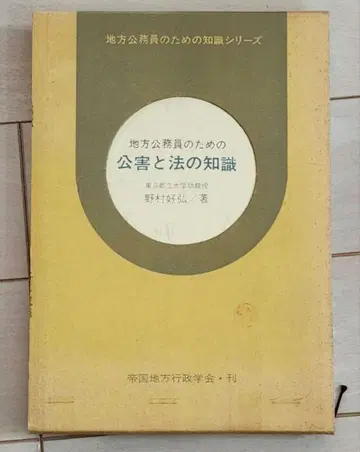 地方公務員のための知識シリーズ
地方公務員のための
公害と法の知識
東京都立大学助教授
野村好弘／著
帝国地方行政学会・刊